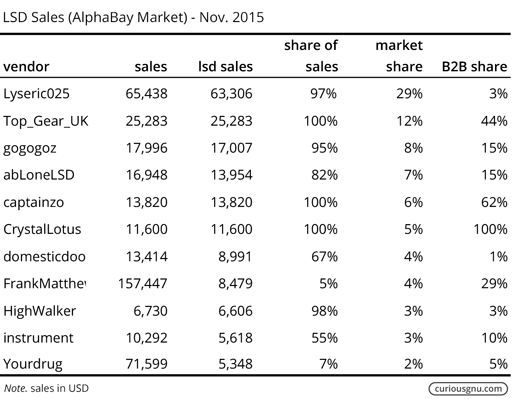 LSD Sales (AlphaBay Market) - Nov. 2015
share of market
vendor sales lsd sales sales share B2B share
Lyseric025 65,438 63,306 97% 29% 3%
Top_Gear_UK 25,283 25,283 100% 12% 44%
gogogoz 17,996 17,007 95% 8% 15%
abLoneLSD 16,948 13,954 82% 7% 15%
captainzo 13,820 13,820 100% 6% 62%
CrystalLotus 11,600 11,600 100% 5% 100%
domesticdoo 13,414 8,991 67% 4% 1%
FrankMatthe 157,447 8,479 5% 4% 29%
HighWalker 6,730 6,606 98% 3% 3%
instrument 10,292 5,618 55% 3% 10%
Yourdrug 71,599 5,348 7% 2% 5%
Note. sales in USD curiousgnu.com